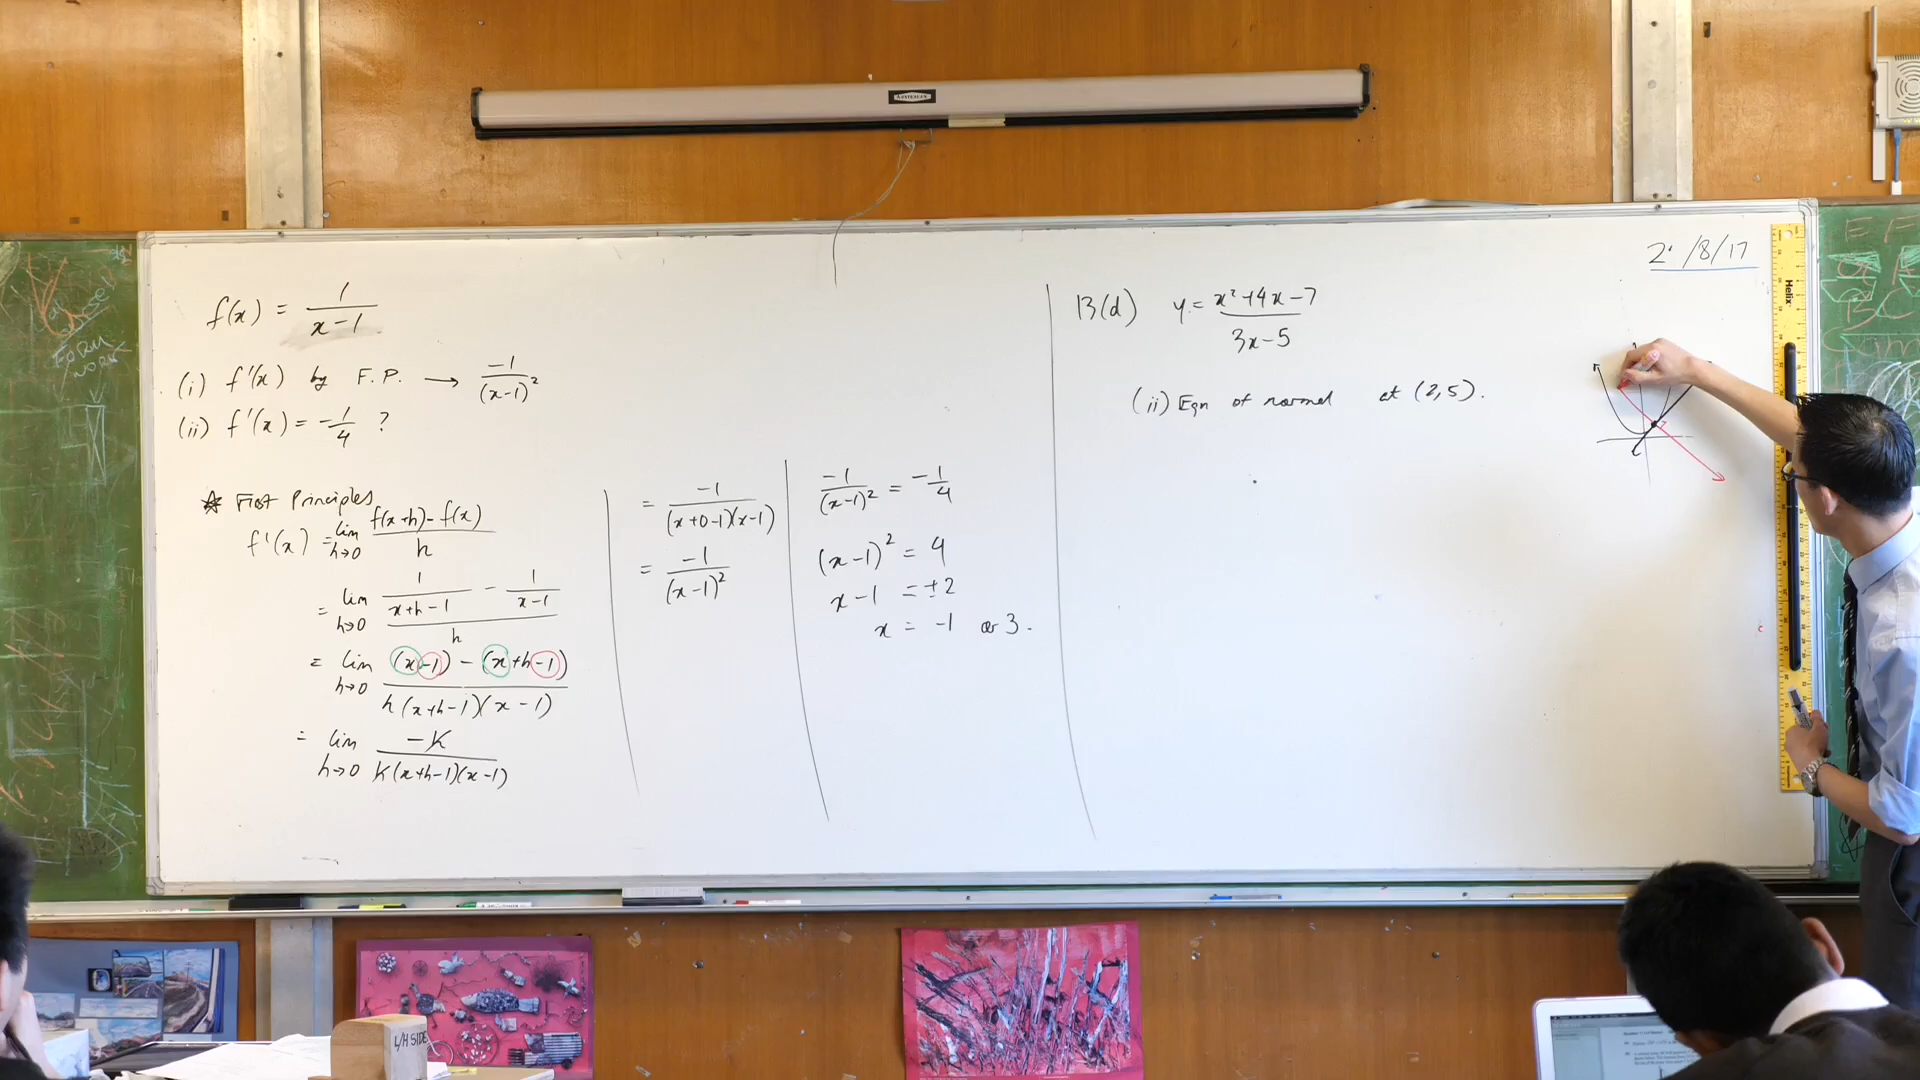 f(x) = 1/(x-1)
(i) f'(x) by F.P. → -1/(x-1)²
(ii) f'(x) = -1/4 ?
First Principles
f'(x) = lim h→0 (f(x+h) - f(x))/h
= lim h→0 (1/(x+h-1) - 1/(x-1))/h
= lim h→0 ((x-1) - (x+h-1))/(h(x+h-1)(x-1))
= lim h→0 -h/(h(x+h-1)(x-1))
= -1/((x+0-1)(x-1))
= -1/(x-1)²
-1/(x-1)² = -1/4
(x-1)² = 4
x-1 = ±2
x = -1 or 3.
13(d) y = (x²+4x-7)/(3x-5)
(ii) Eqn of normal at (2,5).
/8/17
Helix
FORM
WORK
L/H SIDE